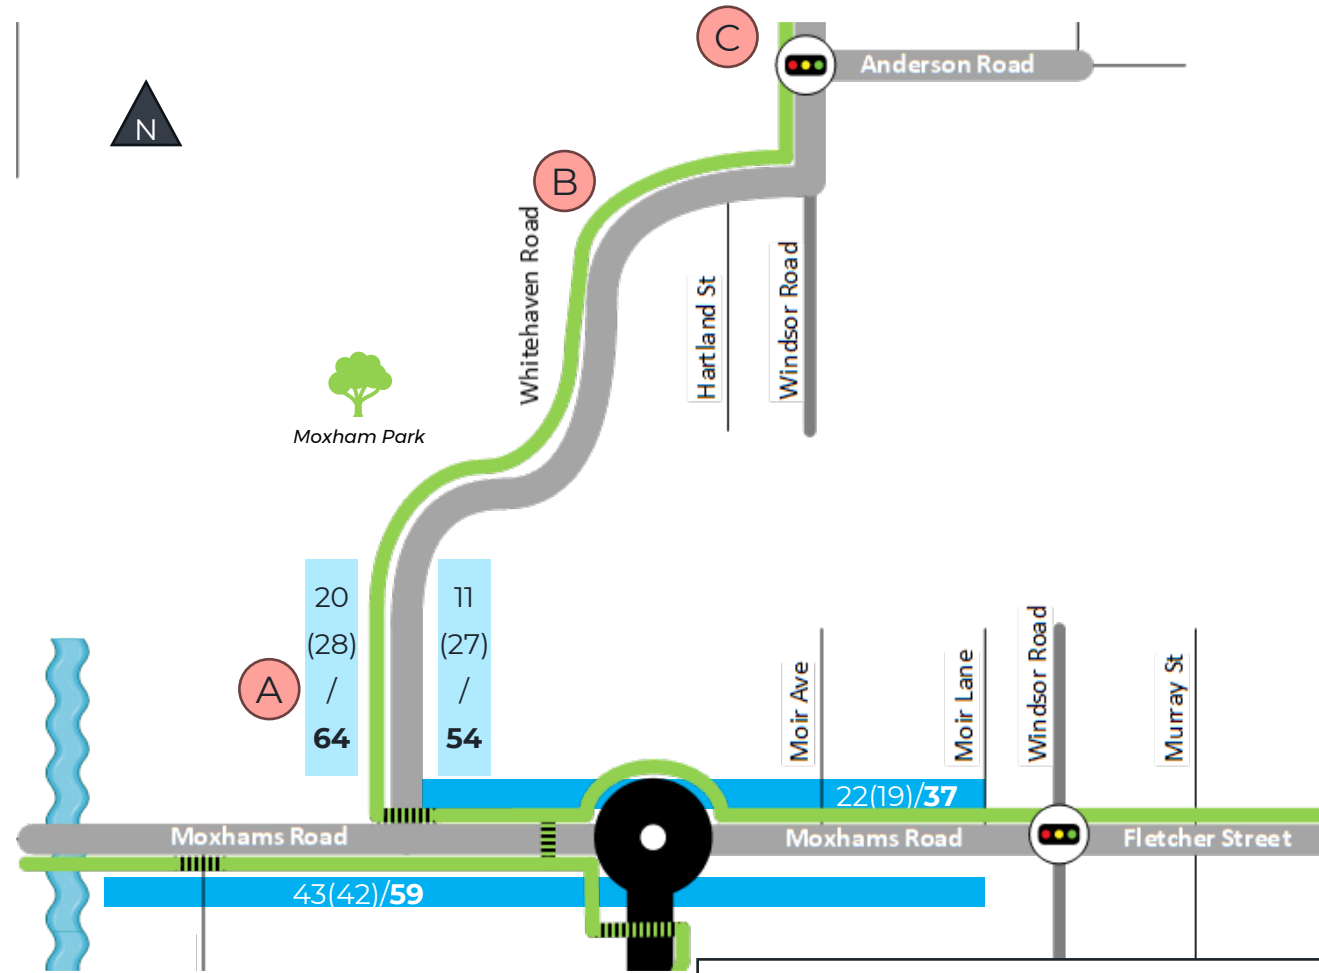 C
Anderson Road
N
B
Whitehaven Road
Hartland St
Windsor Road
Moxham Park
20
(28)
/
64
11
(27)
/
54
A
Moir Ave
Moir Lane
Windsor Road
Murray St
22(19)/37
Moxhams Road
Moxhams Road
Fletcher Street
43(42)/59